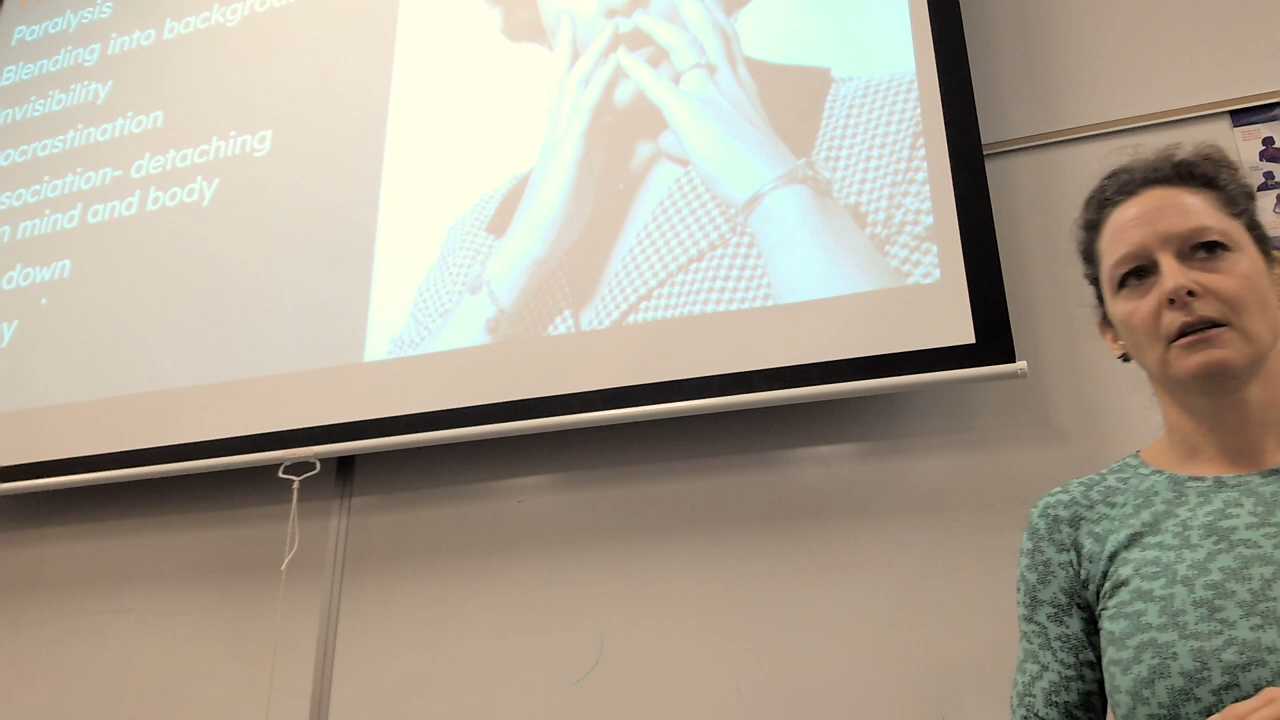 Paralysis
Blending into backgrou
nvisibility
ocrastination
sociation- detaching
n mind and body
down
y